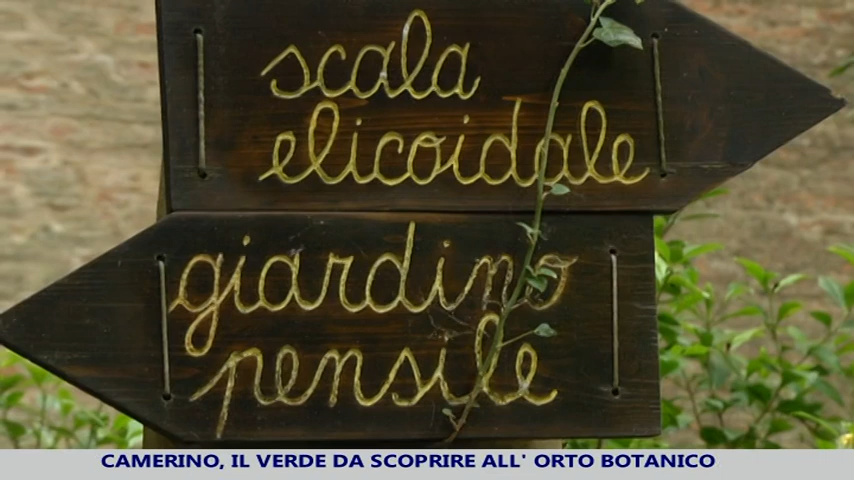 scala
elicoidale
giardino
pensile
CAMERINO, IL VERDE DA SCOPRIRE ALL' ORTO BOTANICO